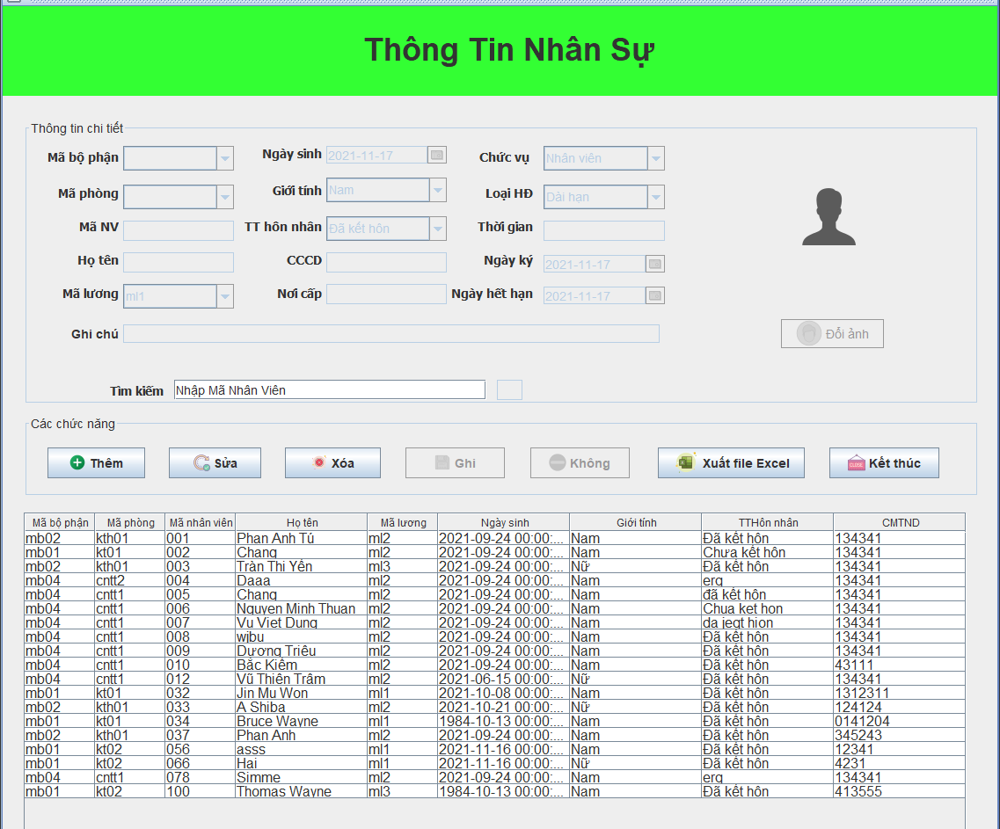 Thông Tin Nhân Sự
Thông tin chi tiết
Mã bộ phận
Ngày sinh 2021-11-17
Chức vụ Nhân viên
Mã phòng
Giới tính Nam
Loại HĐ Dài hạn
Mã NV
TT hôn nhân Đã kết hôn
Thời gian
Họ tên
CCCD
Ngày ký 2021-11-17
Mã lương ml1
Nơi cấp
Ngày hết hạn 2021-11-17
Ghi chú
Đổi ảnh
Tìm kiếm Nhập Mã Nhân Viên
Các chức năng
Thêm Sửa Xóa Ghi Không Xuất file Excel CLOSE Kết thúc
Mã bộ phận Mã phòng Mã nhân viên Họ tên Mã lương Ngày sinh Giới tính TTHôn nhân CMTND
mb02 kth01 001 Phan Anh Tú ml2 2021-09-24 00:00:... Nam Đã kết hôn 134341
mb01 kt01 002 Chang ml2 2021-09-24 00:00:... Nam Chưa kết hôn 134341
mb02 kth01 003 Tràn Thi Yên ml3 2021-09-24 00:00:... Nữ Đã kết hôn 134341
mb04 cntt2 004 Daaa ml2 2021-09-24 00:00:... Nam erg 134341
mb04 cntt1 005 Chang ml2 2021-09-24 00:00:... Nam đã kết hôn 134341
mb04 cntt1 006 Nguyen Minh Thuan ml2 2021-09-24 00:00:... Nam Chua ket hon 134341
mb04 cntt1 007 Vu Viet Dung ml2 2021-09-24 00:00:... Nam da jegt hion 134341
mb04 cntt1 008 wjbu ml2 2021-09-24 00:00:... Nam Đã kết hôn 134341
mb04 cntt1 009 Dương Triêu ml2 2021-09-24 00:00:... Nam Đã kết hôn 134341
mb04 cntt1 010 Bắc Kiêm ml2 2021-09-24 00:00:... Nam Đã kết hôn 43111
mb04 cntt1 012 Vũ Thiên Trâm ml2 2021-06-15 00:00:... Nữ Đã kết hôn 134341
mb01 kt01 032 Jin Mu Won ml1 2021-10-08 00:00:... Nam Đã kết hôn 1312311
mb02 kth01 033 A Shiba ml2 2021-10-21 00:00:... Nữ Đã kết hôn 124124
mb01 kt01 034 Bruce Wayne ml1 1984-10-13 00:00:... Nam Đã kết hôn 0141204
mb02 kth01 037 Phan Anh ml2 2021-09-24 00:00:... Nam Đã kết hôn 345243
mb01 kt02 056 asss ml1 2021-11-16 00:00:... Nam Đã kết hôn 12341
mb01 kt02 066 Hai ml1 2021-11-16 00:00:... Nữ Đã kết hôn 4231
mb04 cntt1 078 Simme ml2 2021-09-24 00:00:... Nam erg 134341
mb01 kt02 100 Thomas Wayne ml3 1984-10-13 00:00:... Nam Đã kết hôn 413555